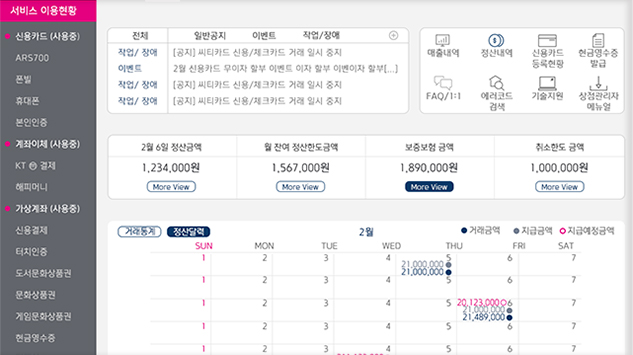 서비스 이용현황
신용카드 (사용중)
ARS700
폰빌
휴대폰
본인인증
계좌이체 (사용중)
KT 결제
해피머니
가상계좌 (사용중)
신용결제
터치인증
도서문화상품권
문화상품권
게임문화상품권
현금영수증
전체 일반공지 이벤트 작업/장애
작업/ 장애 [공지] 씨티카드 신용/체크카드 거래 일시 중지
이벤트 2월 신용카드 무이자 할부 이벤트 이자 할부 이벤이자 할부[...]
작업/ 장애 [공지] 씨티카드 신용/체크카드 거래 일시 중지
작업/ 장애 [공지] 씨티카드 신용/체크카드 거래 일시 중지
매출내역 정산내역 신용카드 등록현황 현금영수증 발급
FAQ/1:1 에러코드 검색 기술지원 상점관리자 메뉴얼
2월 6일 정산금액 월 잔여 정산한도금액 보증보험 금액 취소한도 금액
1,234,000원 1,567,000원 1,890,000원 1,000,000원
More View More View More View More View
거래통계 정산달력 2월 거래금액 지급금액 지급예정금액
SUN MON TUE WED THU FRI SAT
1 2 3 4 5 6 7
21,000,000
21,000,000
1 2 3 4 5 6 7
1 2 3 4 5 20,123,000 6 7
21,000,000
21,489,000
1 2 3 4 5 6 7
1 2 3 4 5 6 7